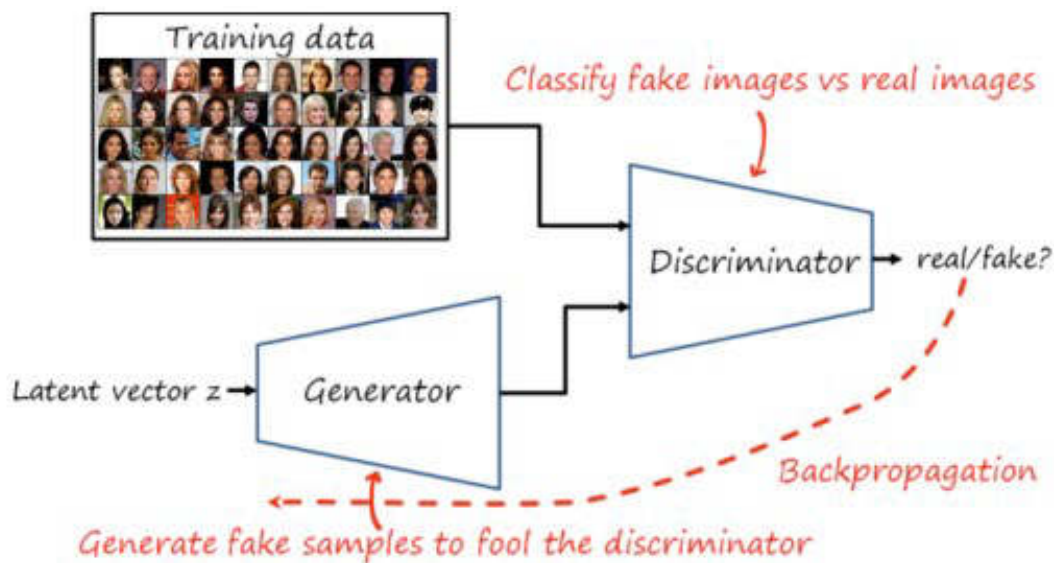 Training data
Classify fake images vs real images
Discriminator
real/fake?
Latent vector z
Generator
Backpropagation
Generate fake samples to fool the discriminator